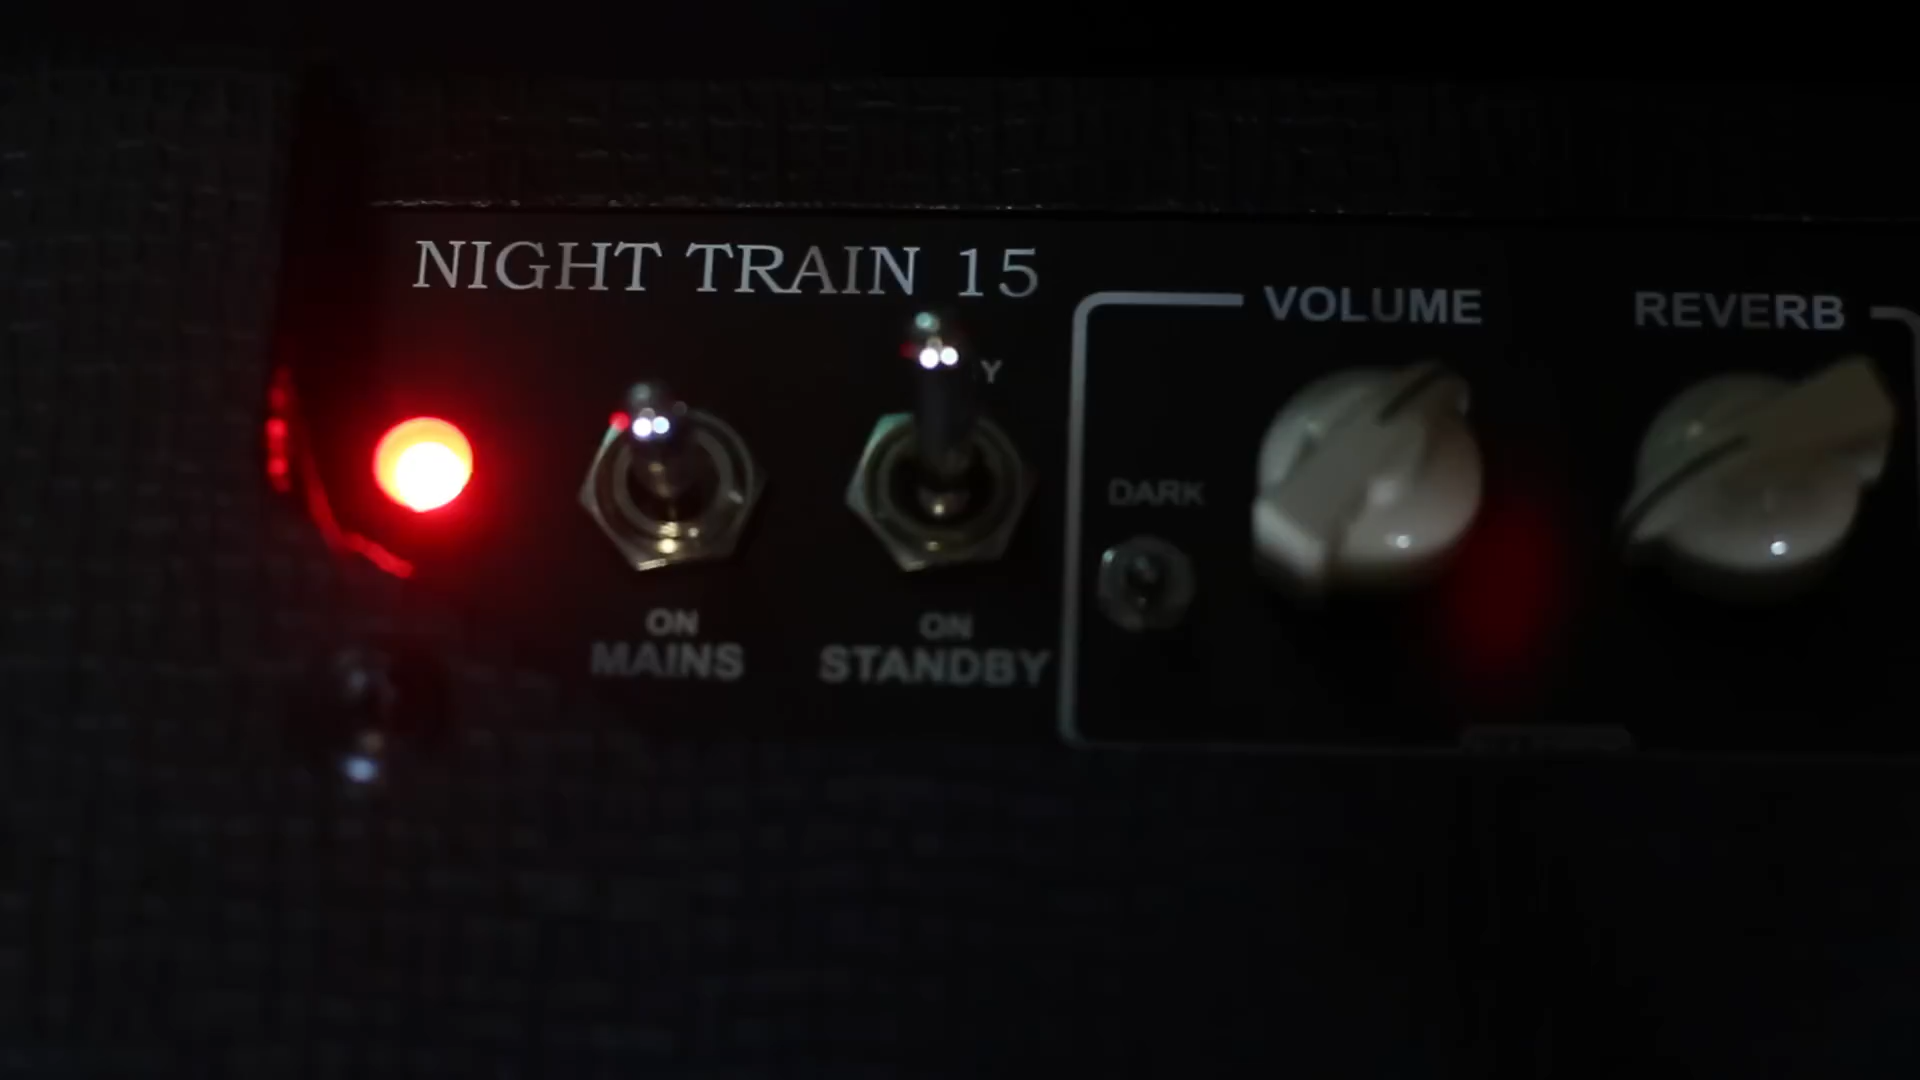 NIGHT TRAIN 15
VOLUME
REVERB
Y
DARK
ON
MAINS
ON
STANDBY